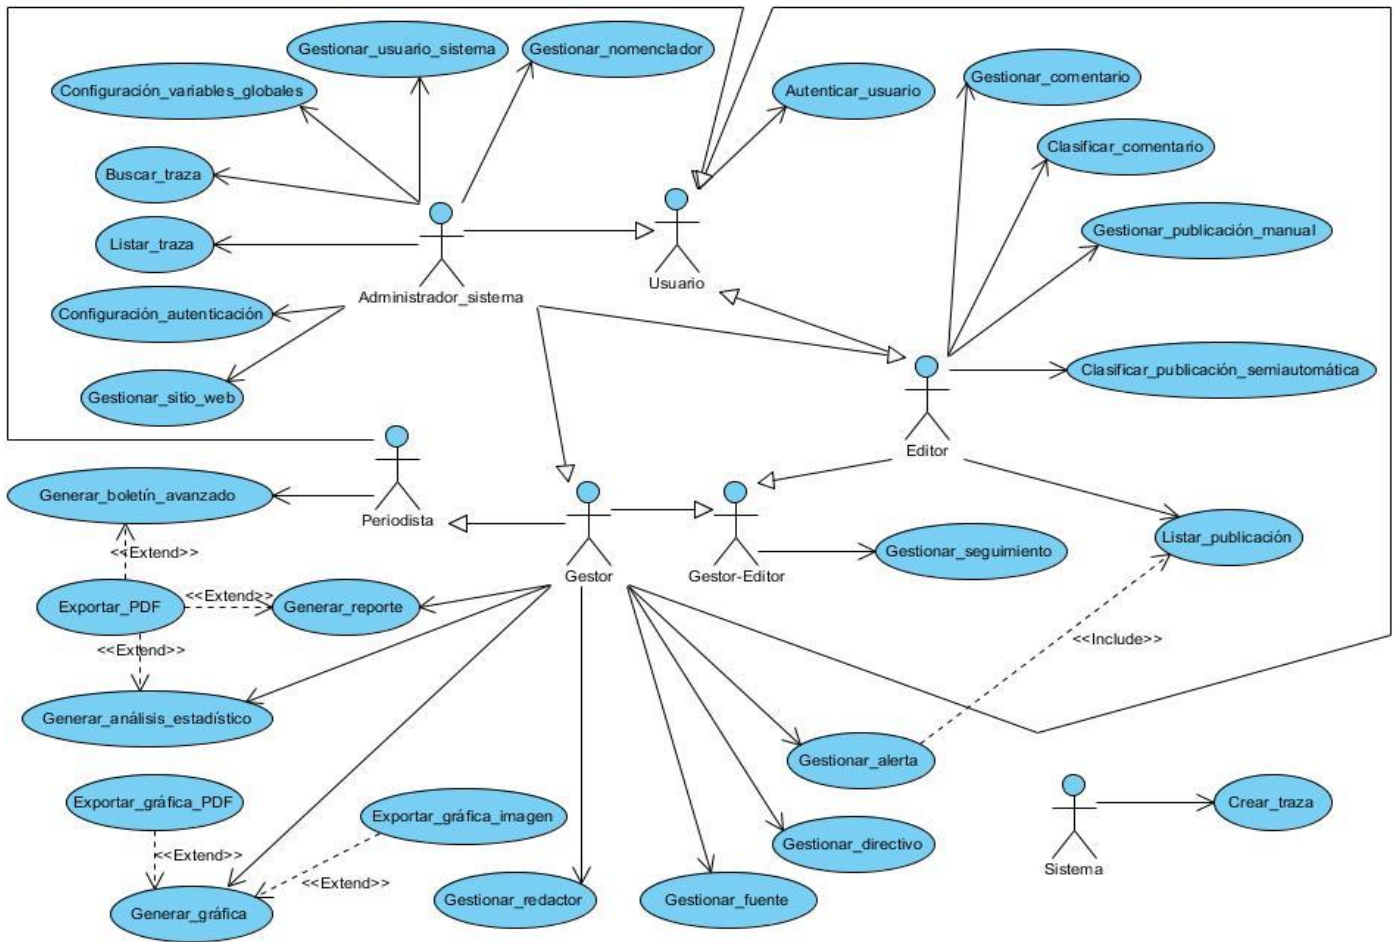 Gestionar_usuario_sistema
Gestionar_nomenclador
Gestionar_comentario
Configuración_variables_globales
Autenticar_usuario
Clasificar_comentario
Buscar_traza
Gestionar_publicación_manual
Listar_traza
Usuario
Administrador_sistema
Configuración_autenticación
Clasificar_publicación_semiautomática
Gestionar_sitio_web
Editor
Generar_boletín_avanzado
Periodista
Listar_publicación
<<Extend>>
Gestionar_seguimiento
Gestor
Gestor-Editor
<<Extend>>
Exportar_PDF
Generar_reporte
<<Include>>
<<Extend>>
Generar_análisis_estadístico
Gestionar_alerta
Exportar_gráfica_PDF
Crear_traza
Exportar_gráfica_imagen
Gestionar_directivo
<<Extend>>
Sistema
<<Extend>>
Gestionar_redactor
Gestionar_fuente
Generar_gráfica